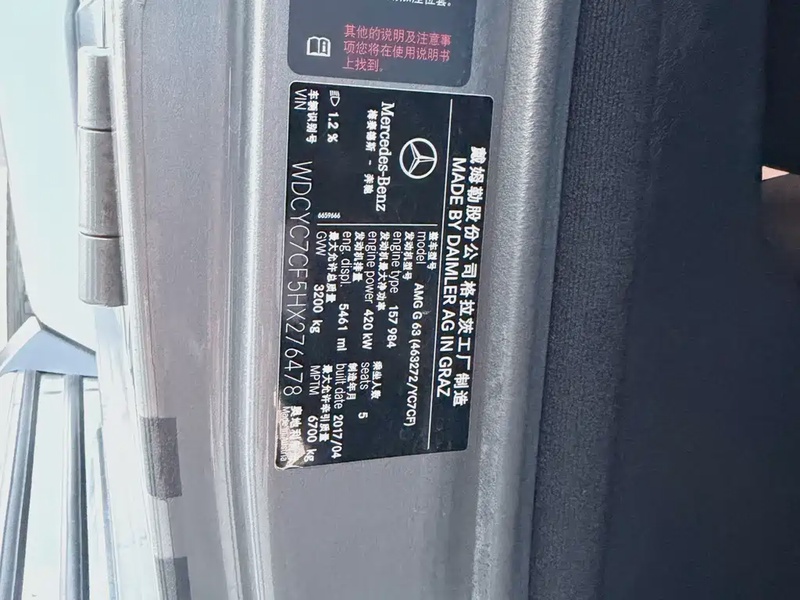 其他的说明及注意
事项您将在使用说明书
上找到。
戴姆勒股份公司格拉茨工厂制造
MADE BY DAIMLER AG IN GRAZ
Mercedes-Benz
梅赛德斯 - 奔驰
整车型号
model AMG G 63 (463272/YC7CF)
发动机型号
engine type 157 984
发动机最大净功率
engine power 420 kW
乘坐人数
seats 5
发动机排量
eng. displ. 5461 ml
制造年月
built date 2017/04
最大允许总质量
GVW 3200 kg
最大允许牵引质量
MPTM 6700 kg
1.2 %
6659666
车辆识别号
VIN WDCYC7CF5HX276478